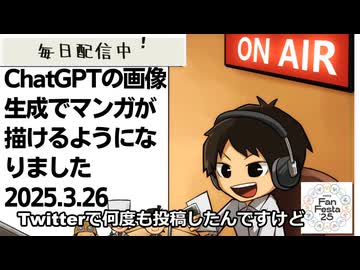 毎日配信中!
ON AIR
ChatGPTの画像
生成でマンガが
描けるようにな
りました
2025.3.26
Fan
Festa
'25
Twitterで何度も投稿したんですけど